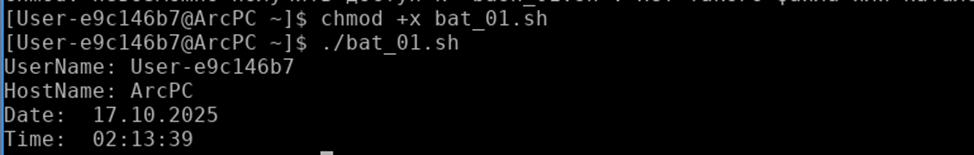 [User-e9c146b7@ArcPC ~]$ chmod +x bat_01.sh
[User-e9c146b7@ArcPC ~]$ ./bat_01.sh
UserName: User-e9c146b7
HostName: ArcPC
Date:  17.10.2025
Time:  02:13:39